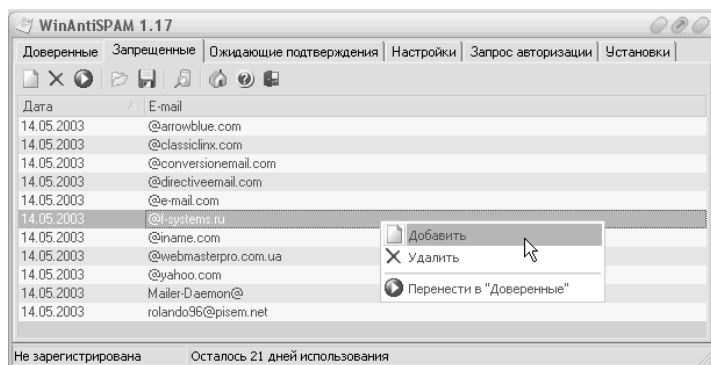 WinAntiSPAM 1.17
Доверенные Запрещенные Ожидающие подтверждения Настройки Запрос авторизации Установки
Дата E-mail
14.05.2003 @arrowblue.com
14.05.2003 @classiclinx.com
14.05.2003 @conversionemail.com
14.05.2003 @directiveemail.com
14.05.2003 @e-mail.com
14.05.2003 @f-systems.ru
14.05.2003 @iname.com
14.05.2003 @webmasterpro.com.ua
14.05.2003 @yahoo.com
14.05.2003 Mailer-Daemon@
14.05.2003 rolando96@pisem.net
Добавить
Удалить
Перенести в "Доверенные"
Не зарегистрирована Осталось 21 дней использования